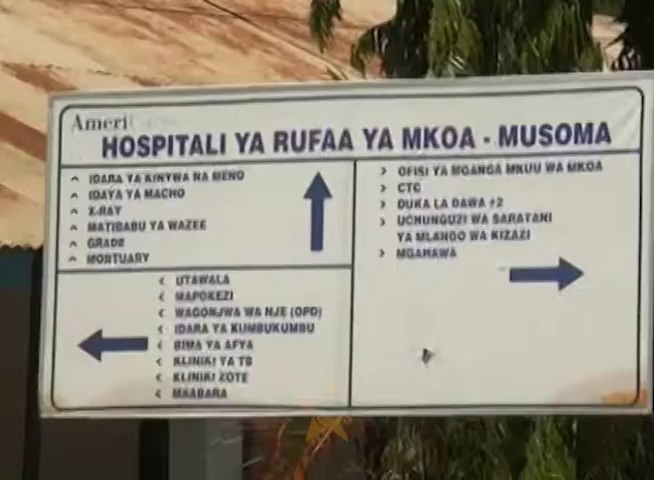 AmeriCares
HOSPITALI YA RUFAA YA MKOA - MUSOMA
^ IDARA YA KINYWA NA MENO
^ IDAYA YA MACHO
^ X-RAY
^ MATIBABU YA WAZEE
^ GRADE
^ MORTUARY
< UTAWALA
< MAPOKEZI
< WAGONJWA WA NJE (OPD)
< IDARA YA KUMBUKUMBU
< BIMA YA AFYA
< KLINIKI YA TB
< KLINIKI ZOTE
< MAABARA
> OFISI YA MGANGA MKUU WA MKOA
> CTC
> DUKA LA DAWA #2
> UCHUNGUZI WA SARATANI
YA MLANGO WA KIZAZI
> MGAHAWA